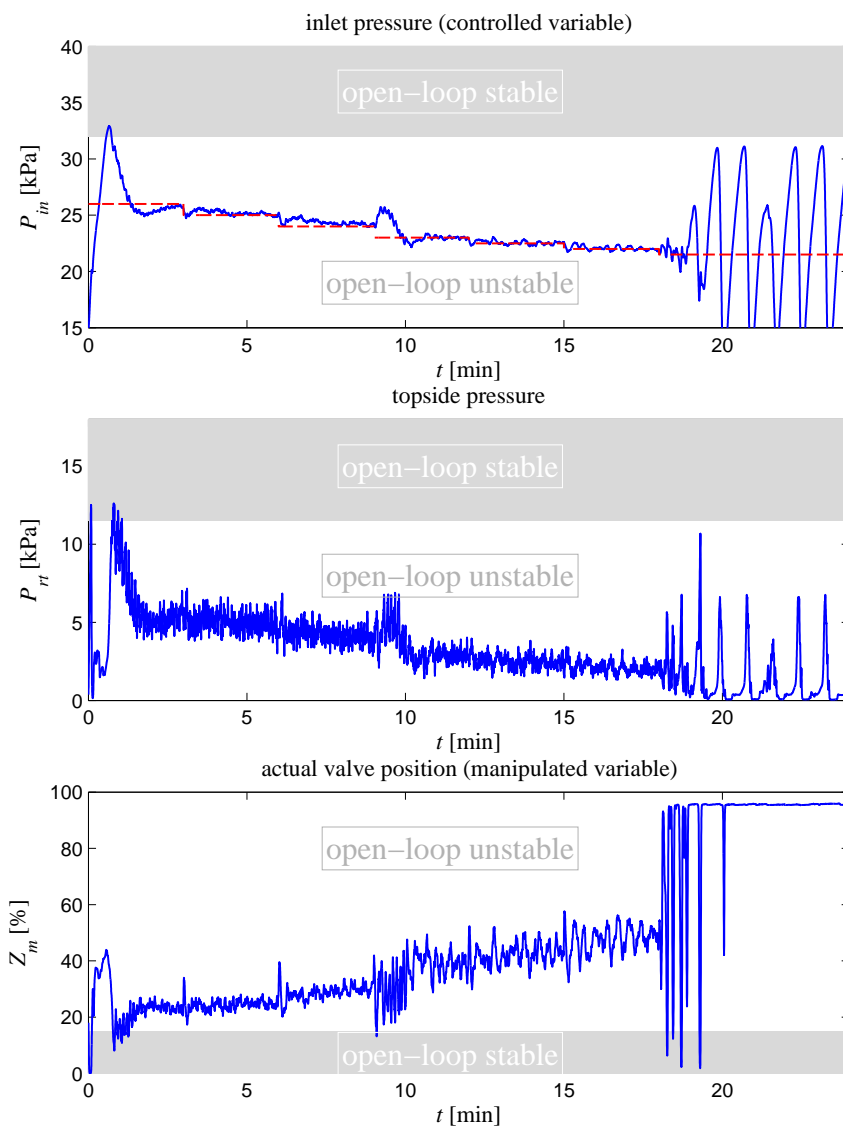 inlet pressure (controlled variable)
40
35
30
25
20
15
P_in [kPa]
open−loop stable
open−loop unstable
0 5 10 15 20
t [min]
topside pressure
15
10
5
0
P_rt [kPa]
open−loop stable
open−loop unstable
0 5 10 15 20
t [min]
actual valve position (manipulated variable)
100
80
60
40
20
0
Z_m [%]
open−loop unstable
open−loop stable
0 5 10 15 20
t [min]